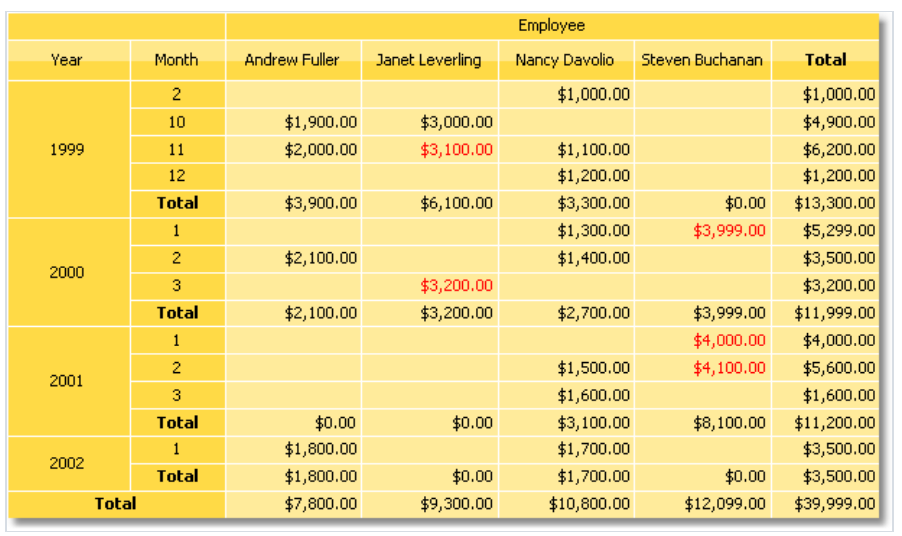 Employee
Year Month Andrew Fuller Janet Leverling Nancy Davolio Steven Buchanan Total
2 $1,000.00 $1,000.00
10 $1,900.00 $3,000.00 $4,900.00
1999 11 $2,000.00 $3,100.00 $1,100.00 $6,200.00
12 $1,200.00 $1,200.00
Total $3,900.00 $6,100.00 $3,300.00 $0.00 $13,300.00
1 $1,300.00 $3,999.00 $5,299.00
2000 2 $2,100.00 $1,400.00 $3,500.00
3 $3,200.00 $3,200.00
Total $2,100.00 $3,200.00 $2,700.00 $3,999.00 $11,999.00
1 $4,000.00 $4,000.00
2001 2 $1,500.00 $4,100.00 $5,600.00
3 $1,600.00 $1,600.00
Total $0.00 $0.00 $3,100.00 $8,100.00 $11,200.00
2002 1 $1,800.00 $1,700.00 $3,500.00
Total $1,800.00 $0.00 $1,700.00 $0.00 $3,500.00
Total $7,800.00 $9,300.00 $10,800.00 $12,099.00 $39,999.00